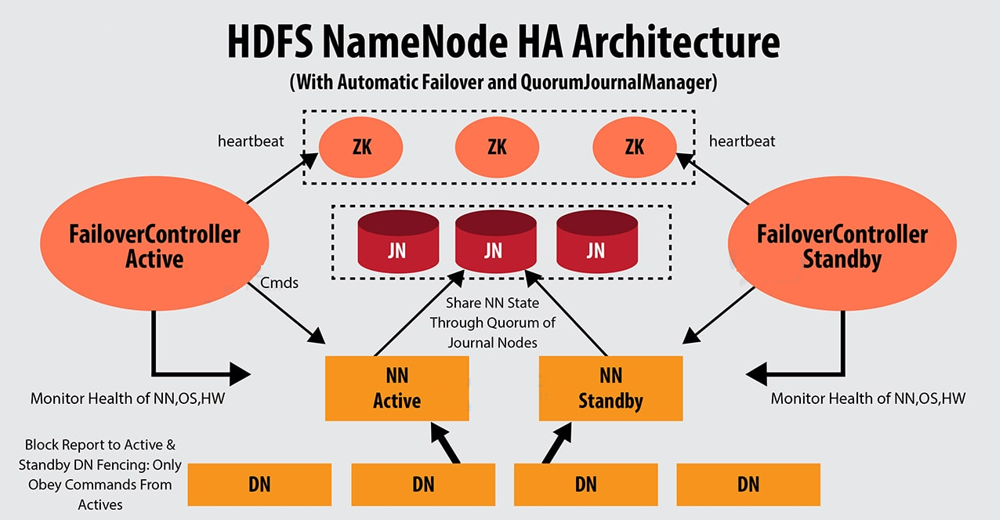 HDFS NameNode HA Architecture
(With Automatic Failover and QuorumJournalManager)
heartbeat
ZK
ZK
ZK
heartbeat
FailoverController
Active
JN
JN
JN
FailoverController
Standby
Cmds
Share NN State
Through Quorum of
Journal Nodes
NN
Active
NN
Standby
Monitor Health of NN,OS,HW
Monitor Health of NN,OS,HW
Block Report to Active &
Standby DN Fencing: Only
Obey Commands From
Actives
DN
DN
DN
DN